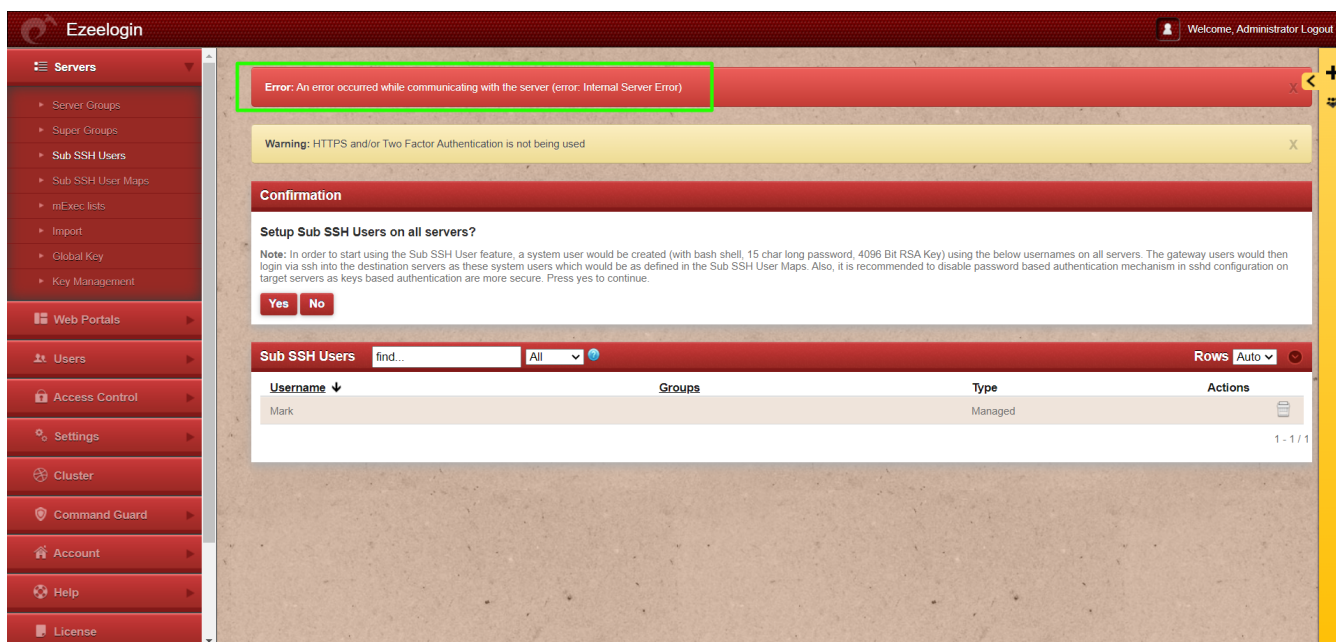 Ezeelogin
Welcome, Administrator Logout
Servers
Server Groups
Super Groups
Sub SSH Users
Sub SSH User Maps
mExec lists
Import
Global Key
Key Management
Web Portals
Users
Access Control
Settings
Cluster
Command Guard
Account
Help
License
Error: An error occurred while communicating with the server (error: Internal Server Error)
X
Warning: HTTPS and/or Two Factor Authentication is not being used
X
Confirmation
Setup Sub SSH Users on all servers?
Note: In order to start using the Sub SSH User feature, a system user would be created (with bash shell, 15 char long password, 4096 Bit RSA Key) using the below usernames on all servers. The gateway users would then
login via ssh into the destination servers as these system users which would be as defined in the Sub SSH User Maps. Also, it is recommended to disable password based authentication mechanism in sshd configuration on
target servers as keys based authentication are more secure. Press yes to continue.
Yes No
Sub SSH Users find... All Rows Auto
Username Groups Type Actions
Mark Managed
1 - 1 / 1